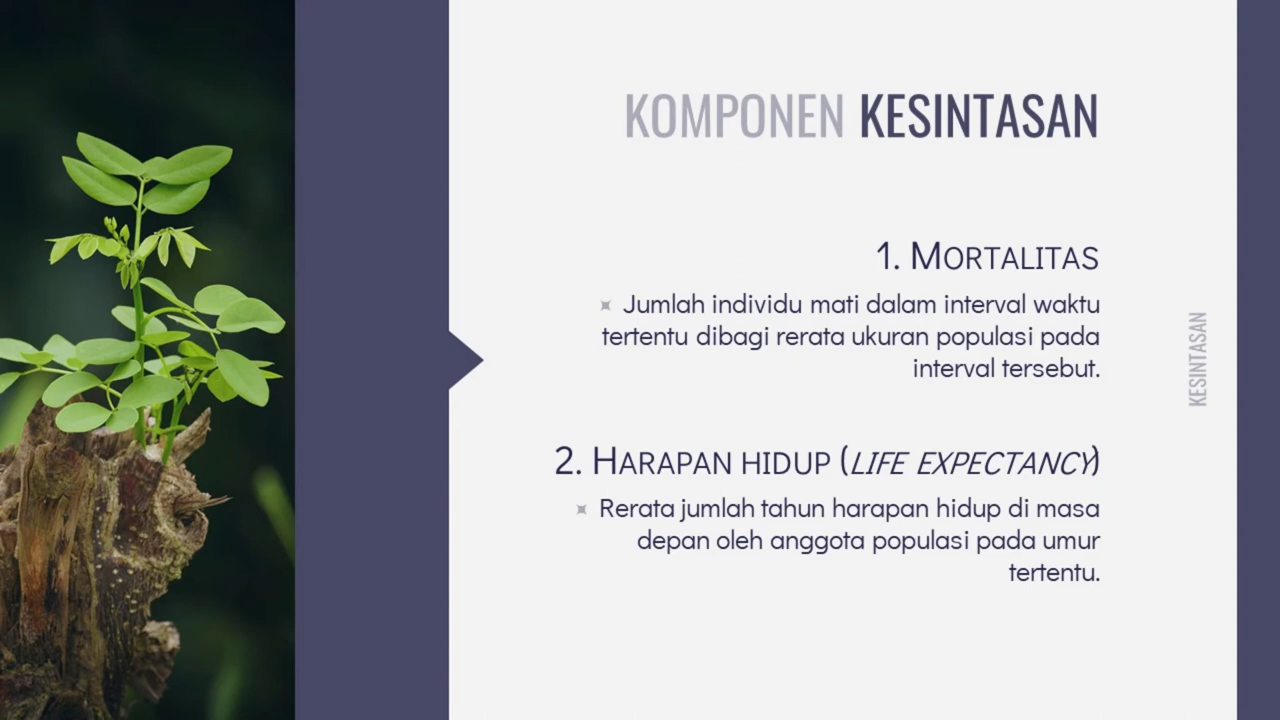 KOMPONEN KESINTASAN
1. MORTALITAS
Jumlah individu mati dalam interval waktu
tertentu dibagi rerata ukuran populasi pada
interval tersebut.
2. HARAPAN HIDUP (LIFE EXPECTANCY)
Rerata jumlah tahun harapan hidup di masa
depan oleh anggota populasi pada umur
tertentu.
KESINTASAN